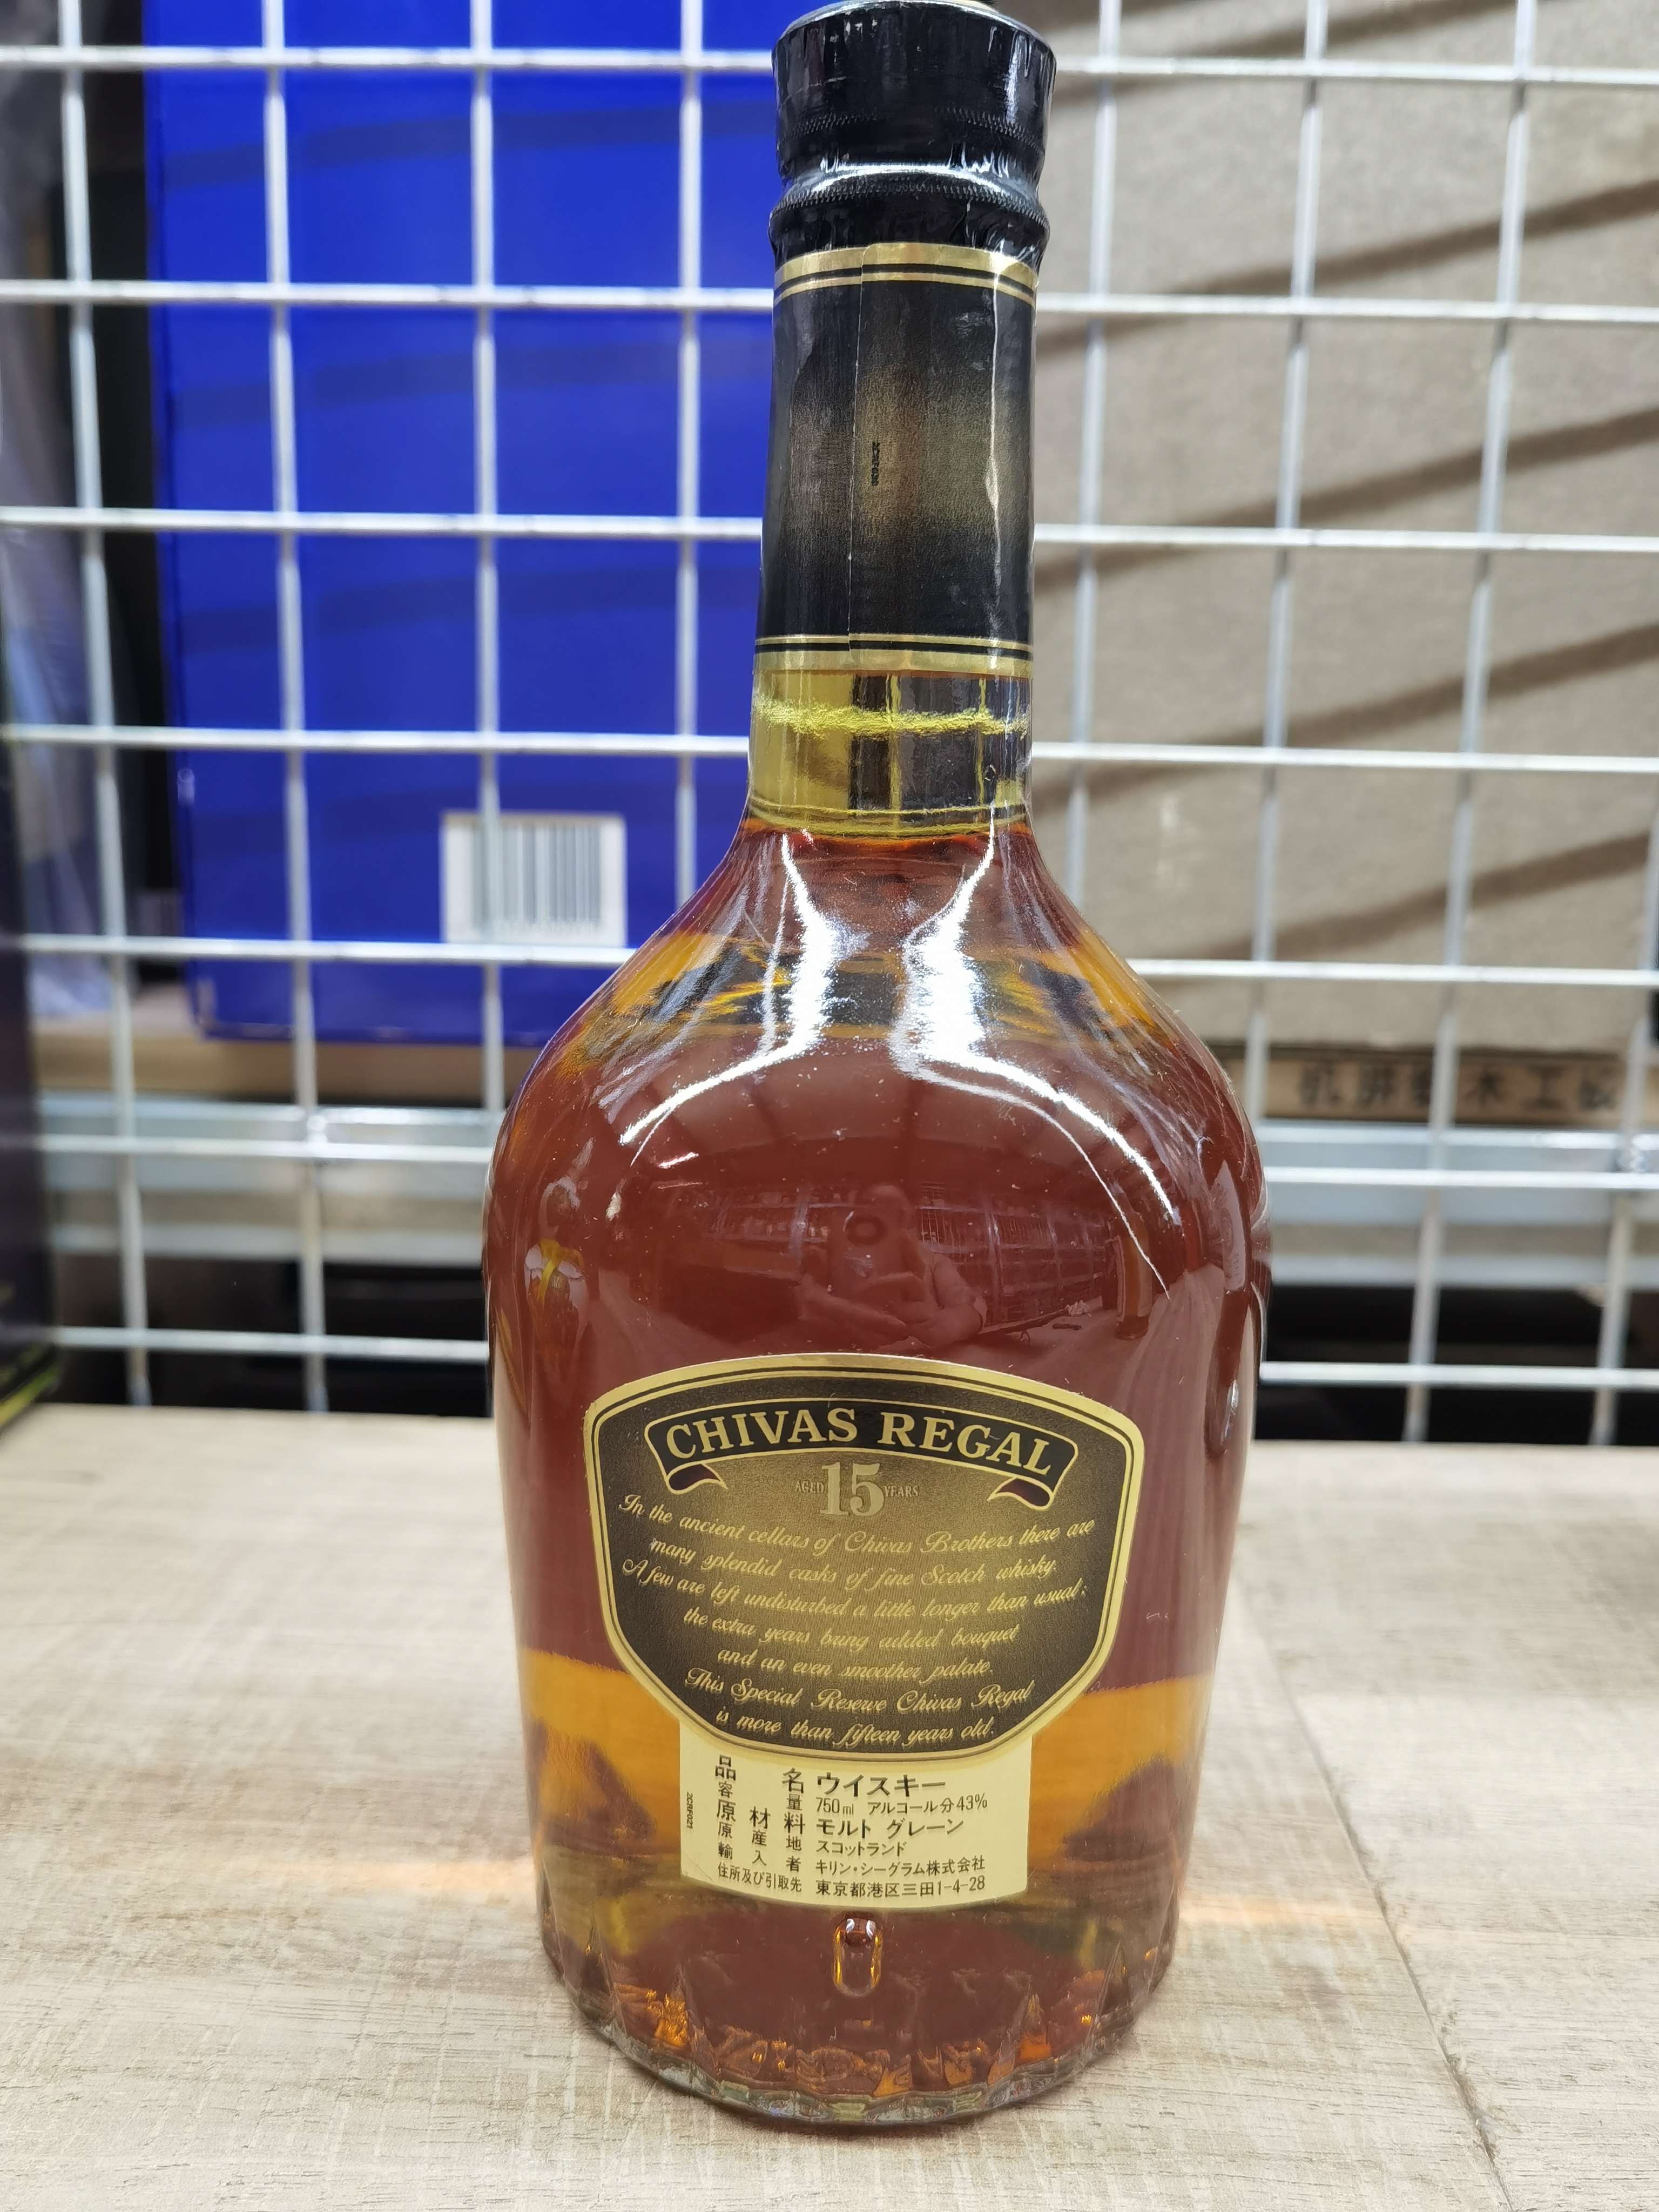 CHIVAS REGAL
AGED 15 YEARS
In the ancient cellars of Chivas Brothers there are
many splendid casks of fine Scotch whisky.
A few are left undisturbed a little longer than usual;
the extra years bring added bouquet
and an even smoother palate.
This Special Reserve Chivas Regal
is more than fifteen years old.
品名 ウイスキー
容量 750ml アルコール分43%
原材料 モルト グレーン
原産地 スコットランド
輸入者 キリン・シーグラム株式会社
住所及び引取先 東京都港区三田1-4-28